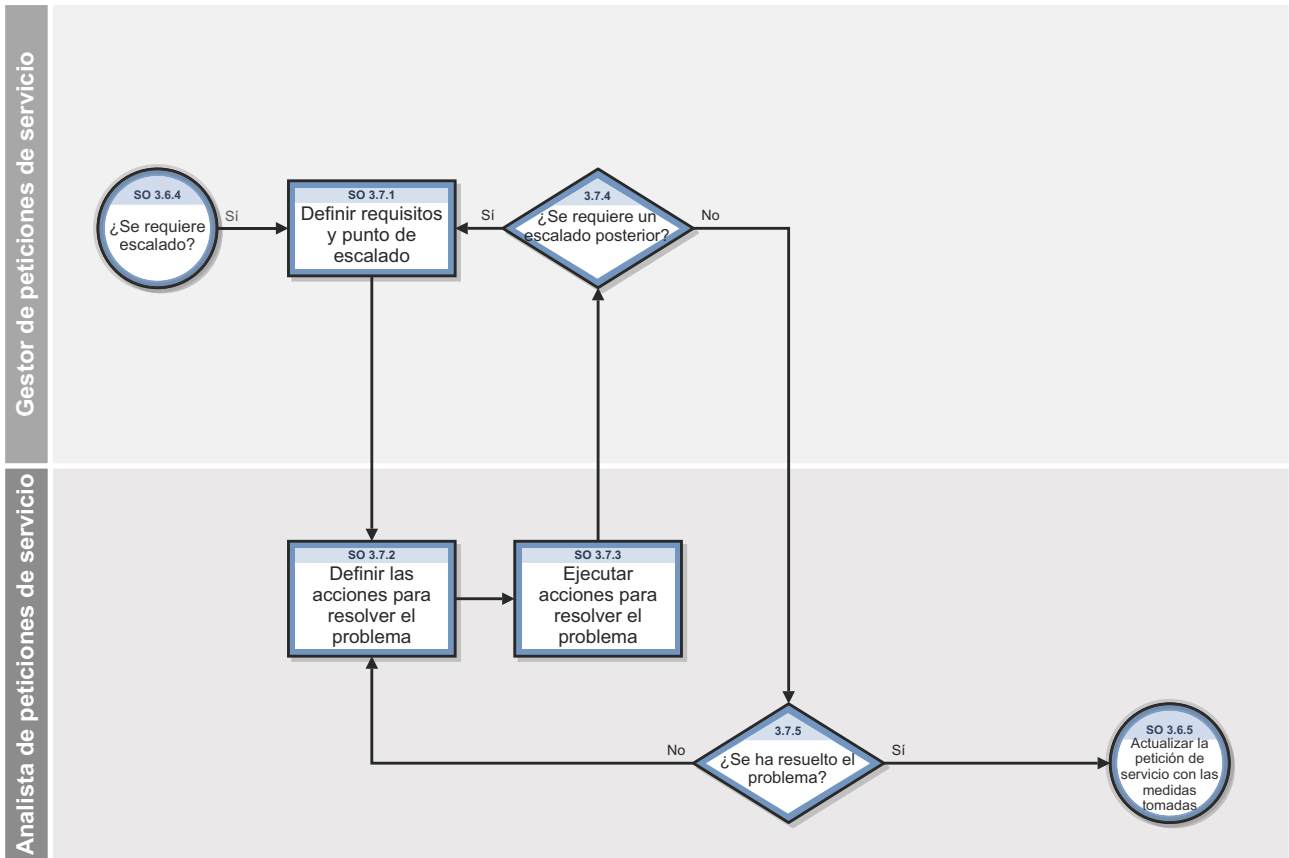 Gestor de peticiones de servicio
SO 3.6.4
¿Se requiere
escalado?
Sí
SO 3.7.1
Definir requisitos
y punto de
escalado
Sí
3.7.4
¿Se requiere un
escalado posterior?
No
Analista de peticiones de servicio
SO 3.7.2
Definir las
acciones para
resolver el
problema
SO 3.7.3
Ejecutar
acciones para
resolver el
problema
No
3.7.5
¿Se ha resuelto el
problema?
Sí
SO 3.6.5
Actualizar la
petición de
servicio con las
medidas
tomadas